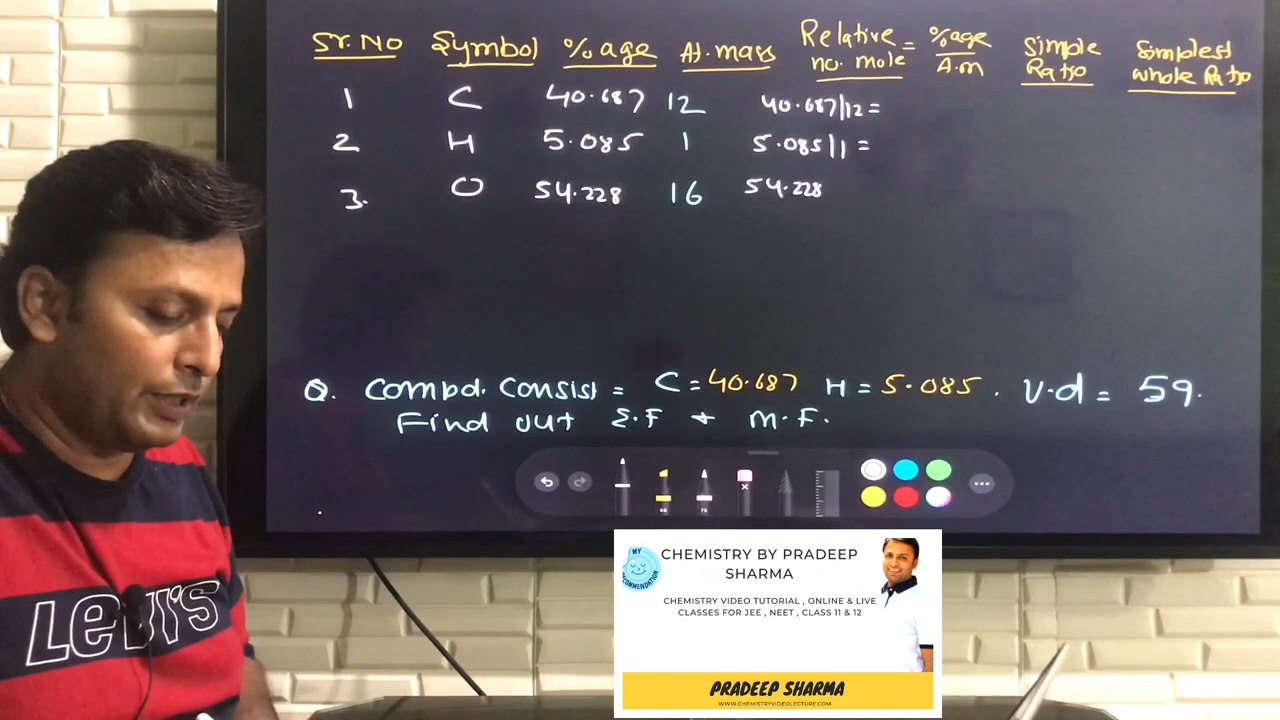 Sr.No Symbol %age At.mass Relative no. mole = %age/A.m Simple Ratio Simplest whole Ratio
1 C 40.687 12 40.687/12 =
2 H 5.085 1 5.085/1 =
3. O 54.228 16 54.228
Q. Compd. Consist = C = 40.687 H = 5.085 . V.d = 59.
Find out E.F + M.F.
MY RECOMMENDATION
CHEMISTRY BY PRADEEP
SHARMA
CHEMISTRY VIDEO TUTORIAL , ONLINE & LIVE
CLASSES FOR JEE , NEET , CLASS 11 & 12
PRADEEP SHARMA
WWW.CHEMISTRYVIDEOLECTURE.COM
LEVI'S